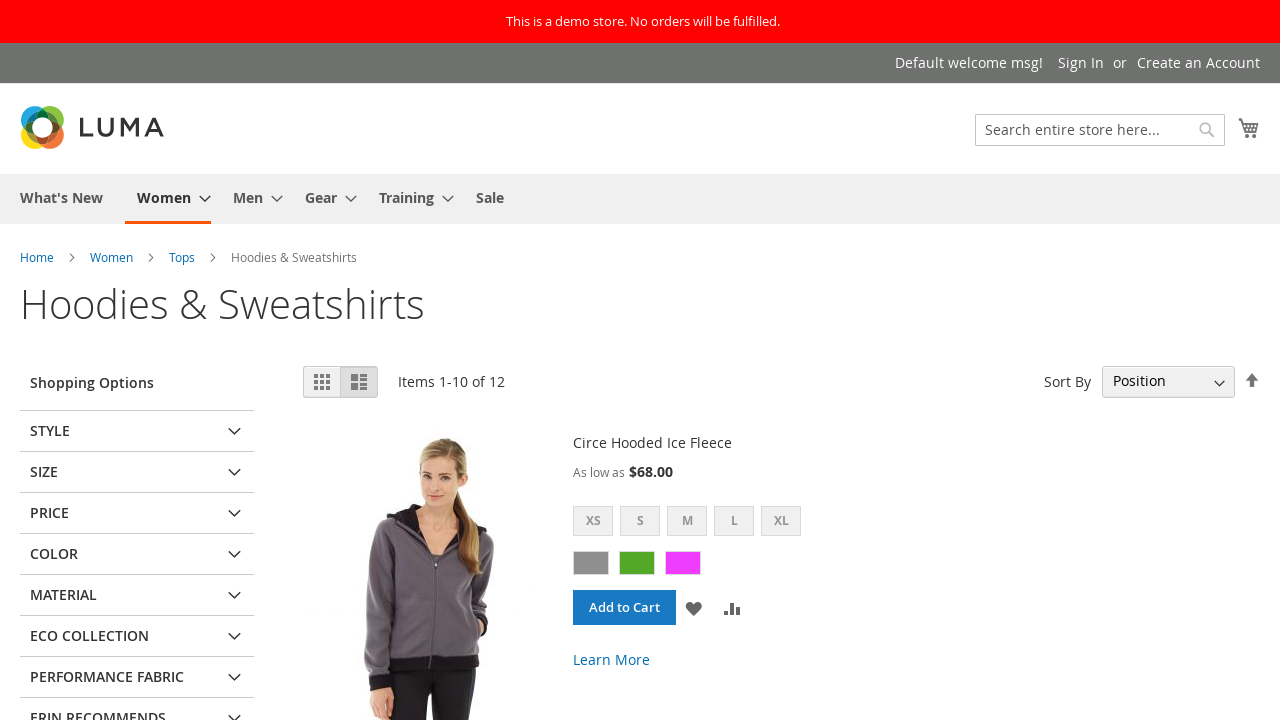 This is a demo store. No orders will be fulfilled.
Default welcome msg! Sign In or Create an Account
LUMA
Search entire store here...
What's New Women Men Gear Training Sale
Home Women Tops Hoodies & Sweatshirts
Hoodies & Sweatshirts
Shopping Options
STYLE
SIZE
PRICE
COLOR
MATERIAL
ECO COLLECTION
PERFORMANCE FABRIC
ERIN RECOMMENDS
Items 1-10 of 12
Sort By Position
Circe Hooded Ice Fleece
As low as $68.00
XS S M L XL
Add to Cart
Learn More